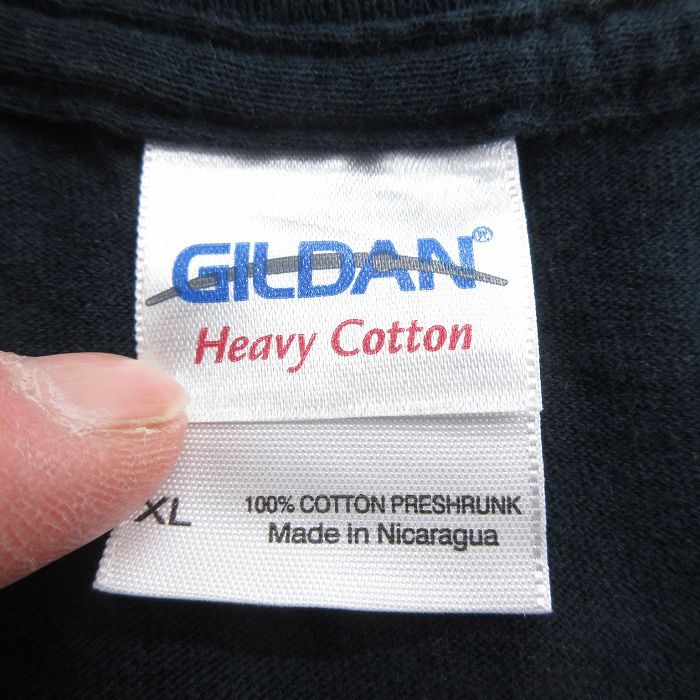 GILDAN®
Heavy Cotton
XL
100% COTTON PRESHRUNK
Made in Nicaragua